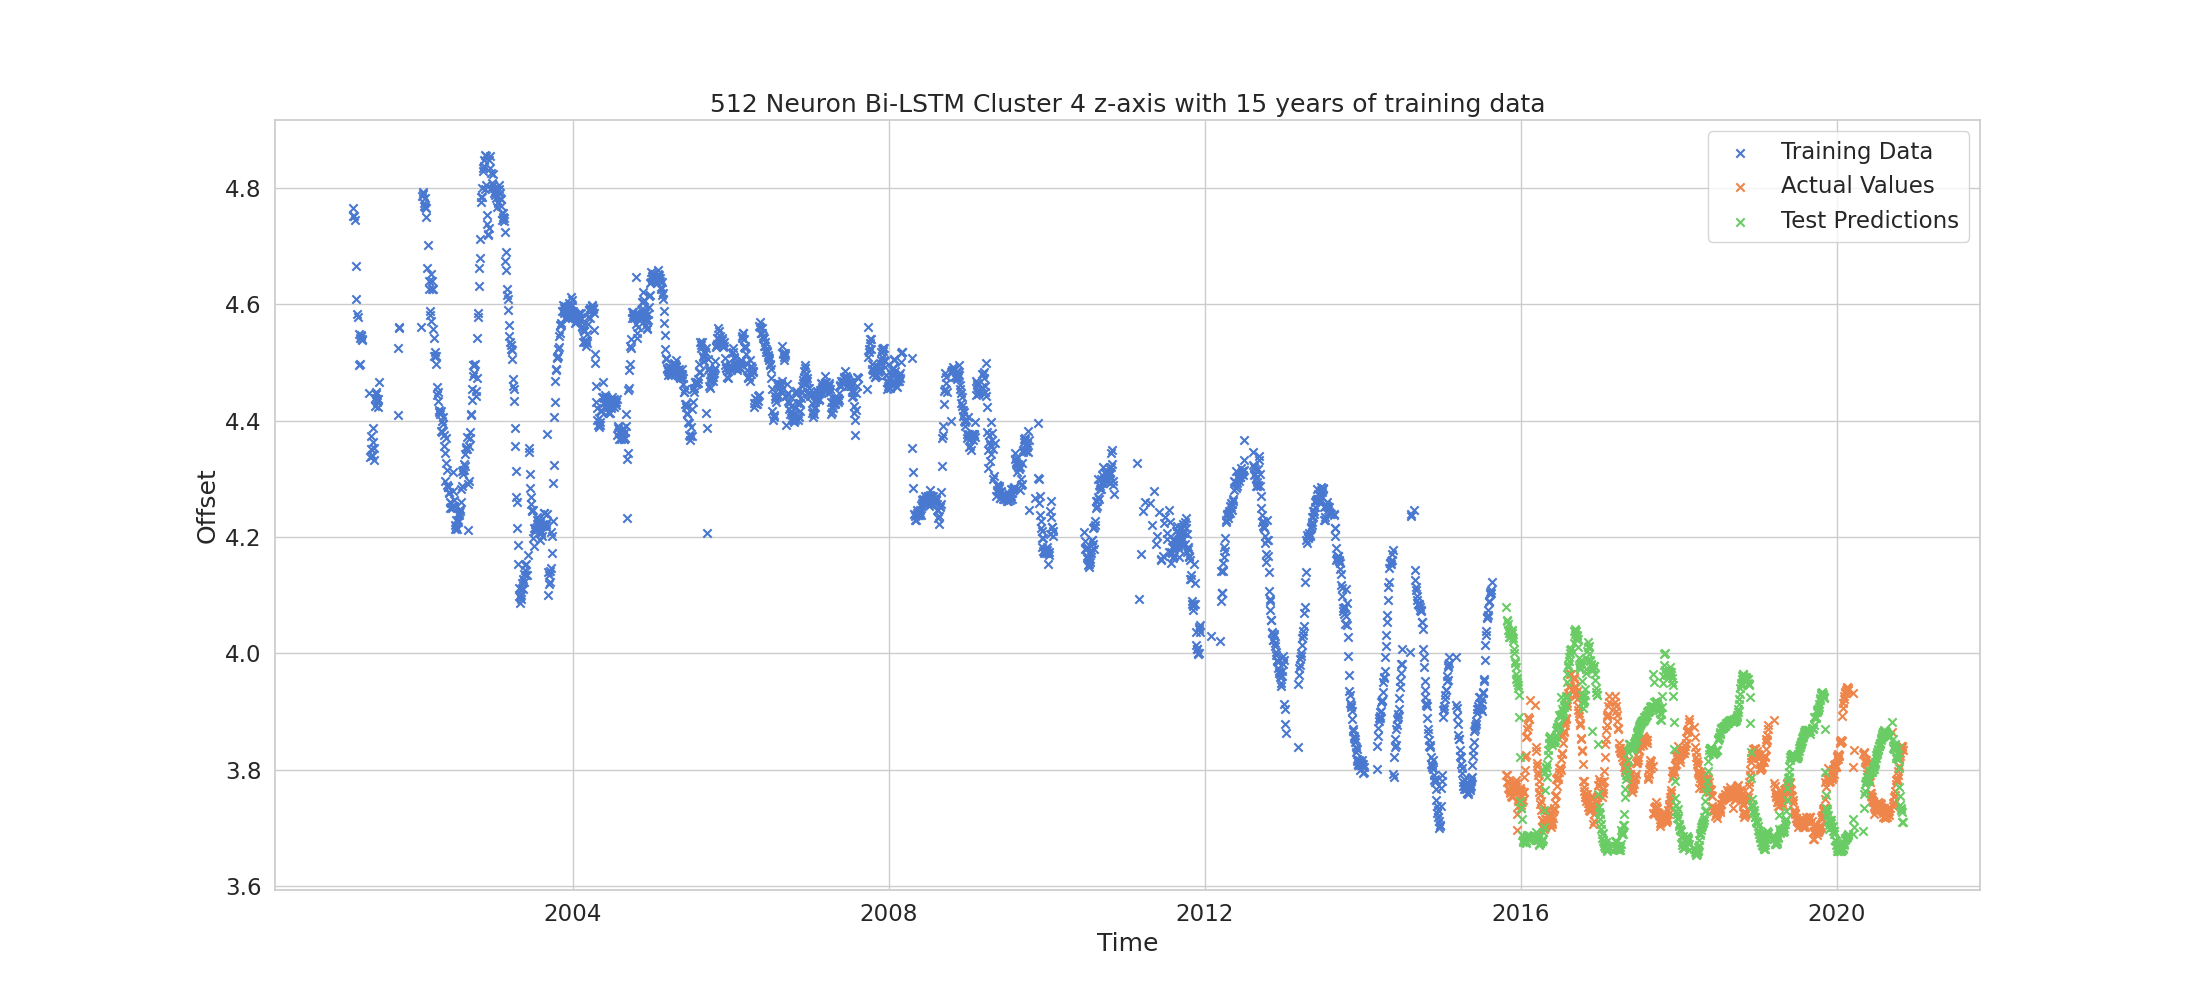 512 Neuron Bi-LSTM Cluster 4 z-axis with 15 years of training data
Training Data
Actual Values
Test Predictions
4.8
4.6
4.4
4.2
4.0
3.8
3.6
Offset
2004 2008 2012 2016 2020
Time